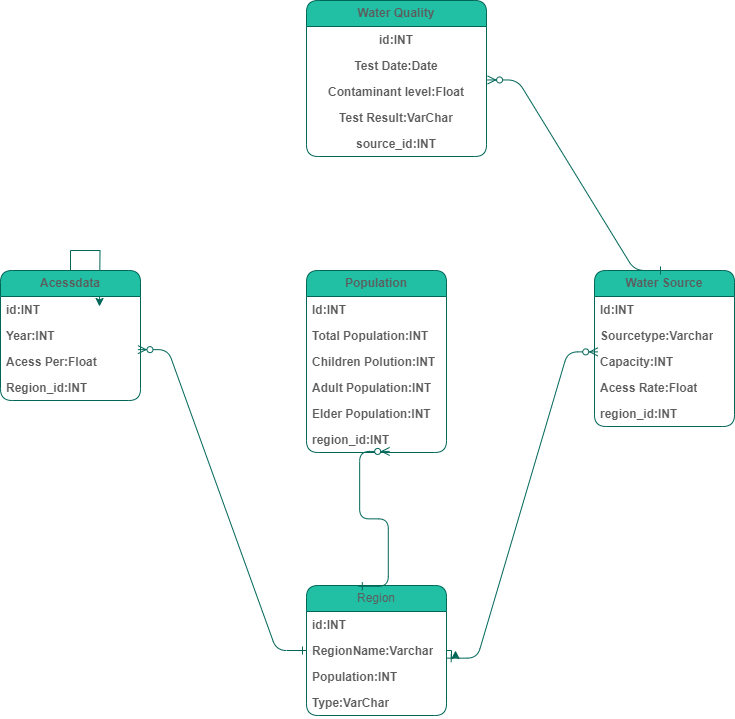 Water Quality
id:INT
Test Date:Date
Contaminant level:Float
Test Result:VarChar
source_id:INT
Acessdata
id:INT
Year:INT
Acess Per:Float
Region_id:INT
Population
Id:INT
Total Population:INT
Children Polution:INT
Adult Population:INT
Elder Population:INT
region_id:INT
Water Source
Id:INT
Sourcetype:Varchar
Capacity:INT
Acess Rate:Float
region_id:INT
Region
id:INT
RegionName:Varchar
Population:INT
Type:VarChar